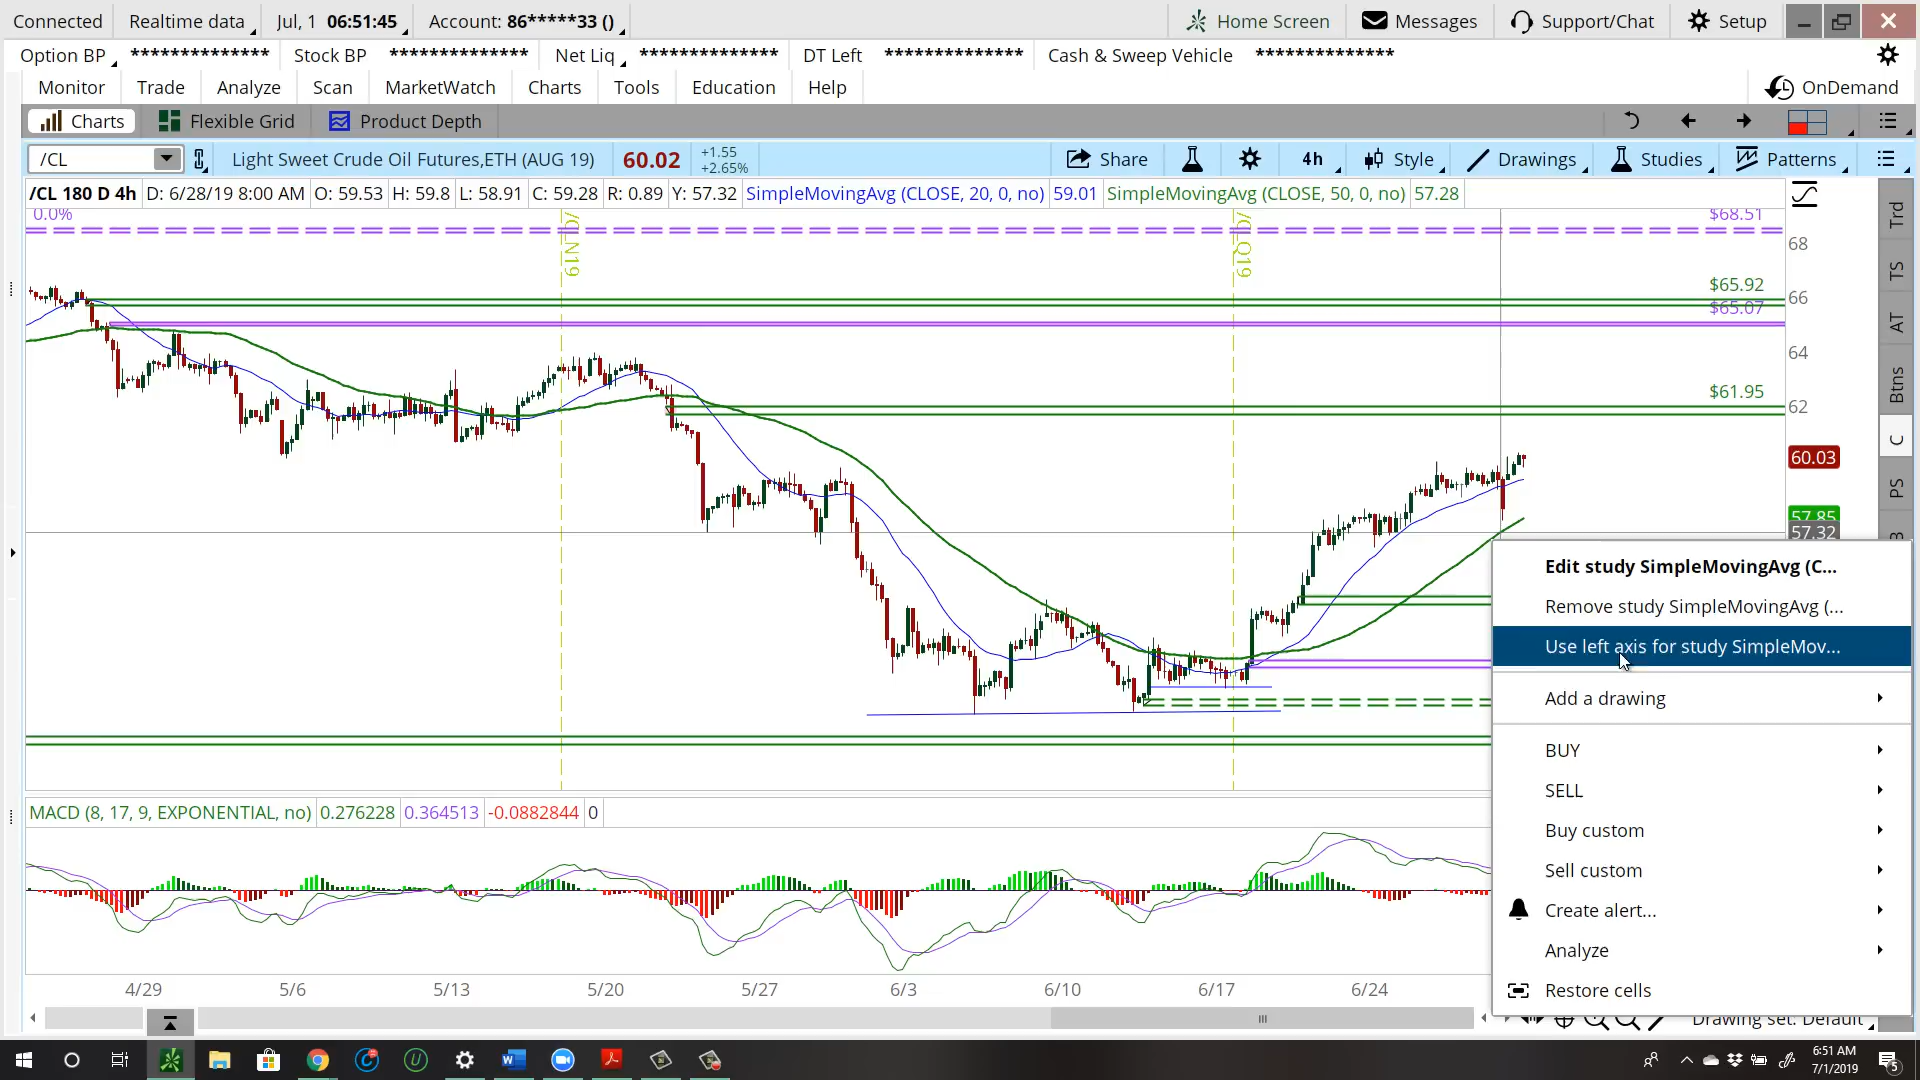 Connected Realtime data Jul, 1 06:51:45 Account: 86*****33 () Home Screen Messages Support/Chat Setup
Option BP ************** Stock BP ************** Net Liq ************** DT Left ************** Cash & Sweep Vehicle **************
Monitor Trade Analyze Scan MarketWatch Charts Tools Education Help OnDemand
Charts Flexible Grid Product Depth
/CL Light Sweet Crude Oil Futures,ETH (AUG 19) 60.02 +1.55 +2.65% Share 4h Style Drawings Studies Patterns
/CL 180 D 4h D: 6/28/19 8:00 AM O: 59.53 H: 59.8 L: 58.91 C: 59.28 R: 0.89 Y: 57.32 SimpleMovingAvg (CLOSE, 20, 0, no) 59.01 SimpleMovingAvg (CLOSE, 50, 0, no) 57.28
0.0% $68.51
68
$65.92
66
$65.07
64
$61.95
62
60.03
57.85
57.32
Trd
TS
AT
Btns
C
PS
Edit study SimpleMovingAvg (C...
Remove study SimpleMovingAvg (...
Use left axis for study SimpleMov...
Add a drawing
BUY
SELL
Buy custom
Sell custom
Create alert...
Analyze
Restore cells
MACD (8, 17, 9, EXPONENTIAL, no) 0.276228 0.364513 -0.0882844 0
4/29 5/6 5/13 5/20 5/27 6/3 6/10 6/17 6/24
Drawing set: Default
6:51 AM
7/1/2019
5